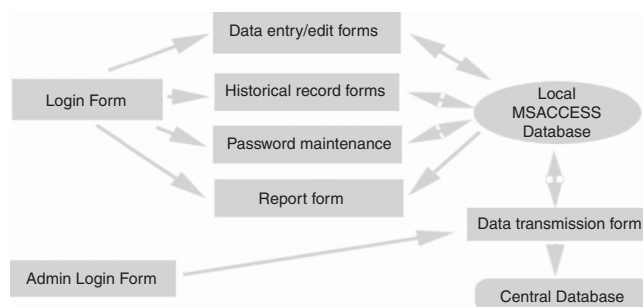 Data entry/edit forms
Login Form
Historical record forms
Local
MSACCESS
Database
Password maintenance
Report form
Data transmission form
Admin Login Form
Central Database